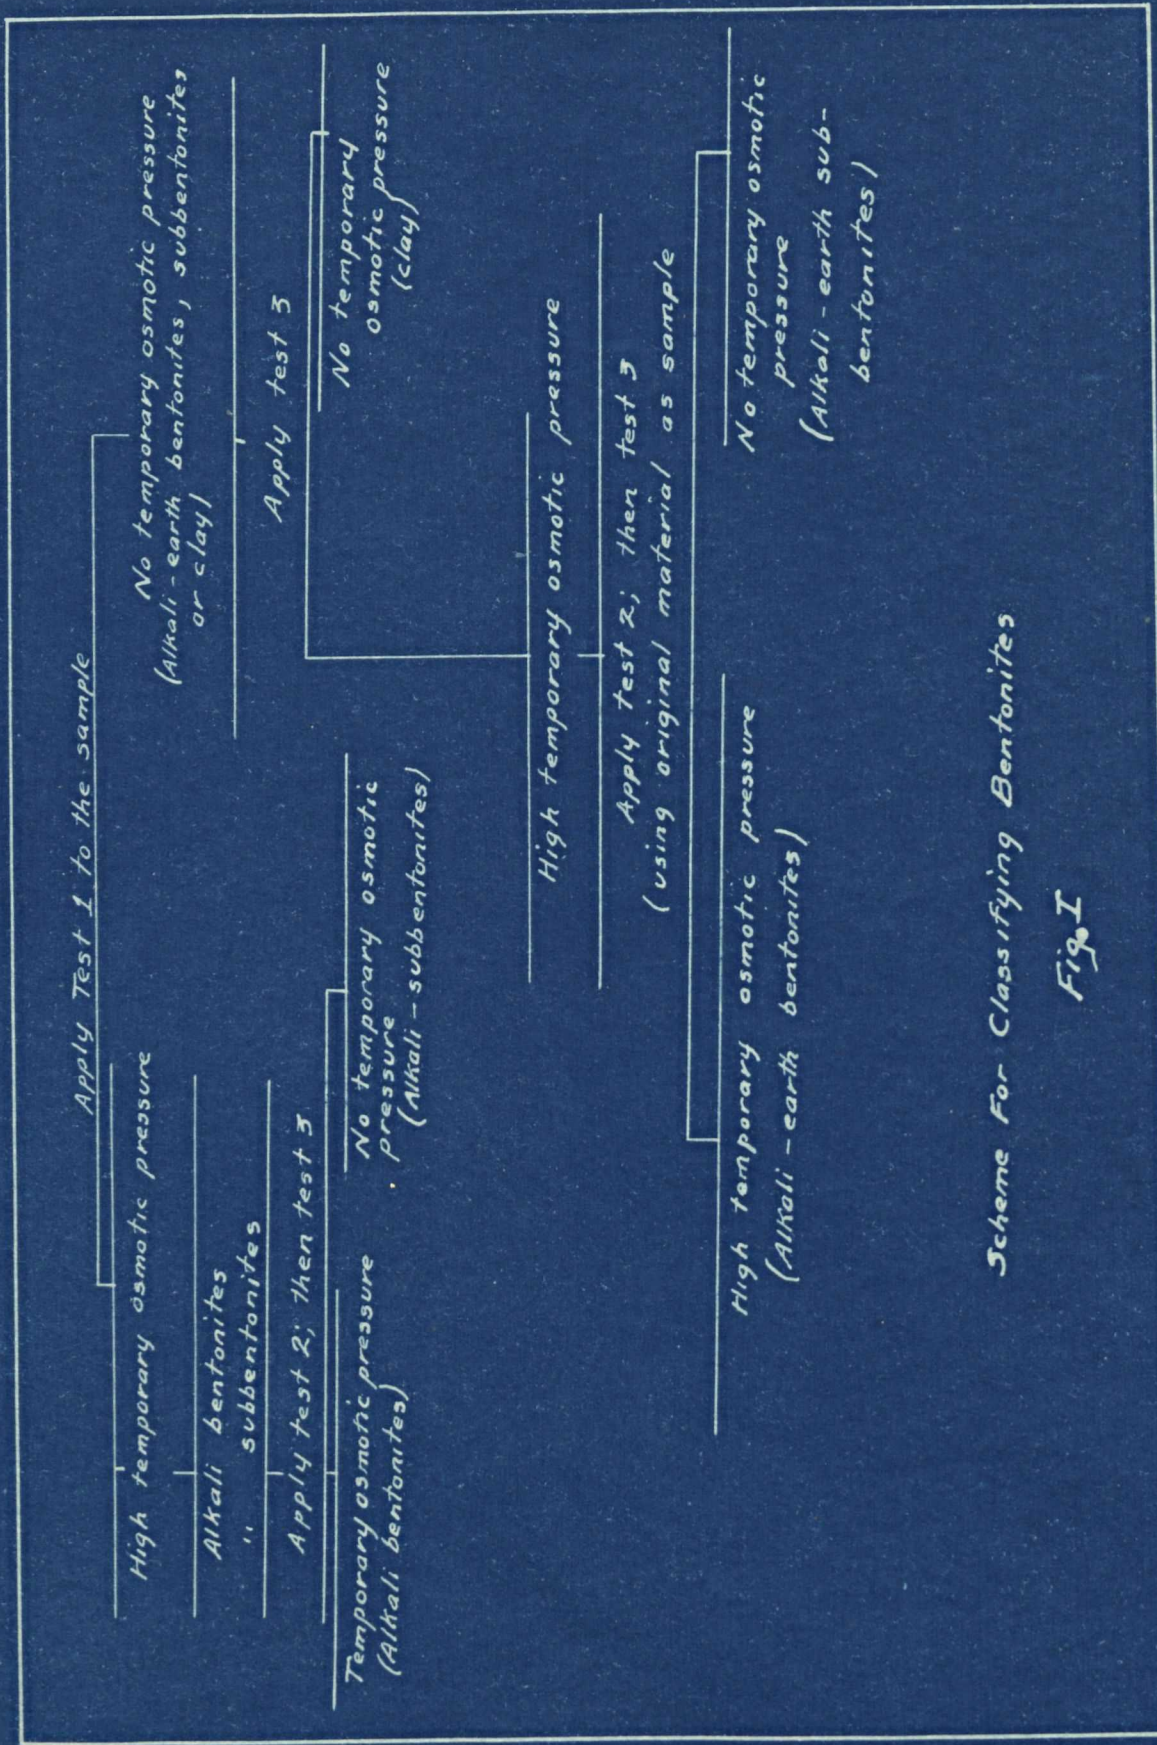 Apply Test 1 to the sample
High temporary osmotic pressure
Alkali bentonites
" subbentonites
Apply test 2; then test 3
Temporary osmotic pressure
(Alkali bentonites)
No temporary osmotic
pressure
(Alkali-subbentonites)
No temporary osmotic pressure
(Alkali-earth bentonites, subbentonites
or clay)
Apply test 3
No temporary
osmotic pressure
(clay)
High temporary osmotic pressure
Apply test 2; then test 3
(using original material as sample
High temporary osmotic pressure
(Alkali-earth bentonites)
No temporary osmotic
pressure
(Alkali-earth sub-
bentonites)
Scheme For Classifying Bentonites
Fig. I